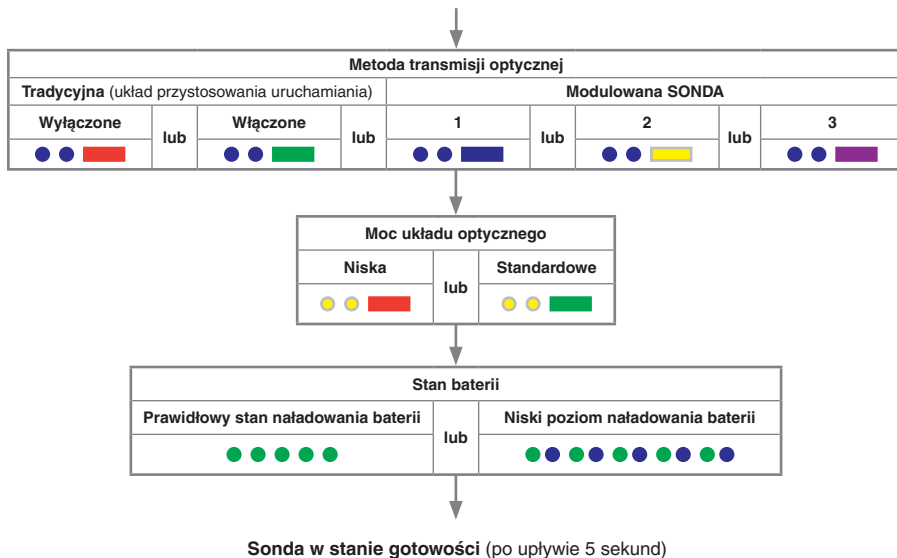 Metoda transmisji optycznej
Tradycyjna (układ przystosowania uruchamiania)
Modulowana SONDA
Wyłączone lub Włączone lub 1 lub 2 lub 3
Moc układu optycznego
Niska lub Standardowe
Stan baterii
Prawidłowy stan naładowania baterii lub Niski poziom naładowania baterii
Sonda w stanie gotowości (po upływie 5 sekund)